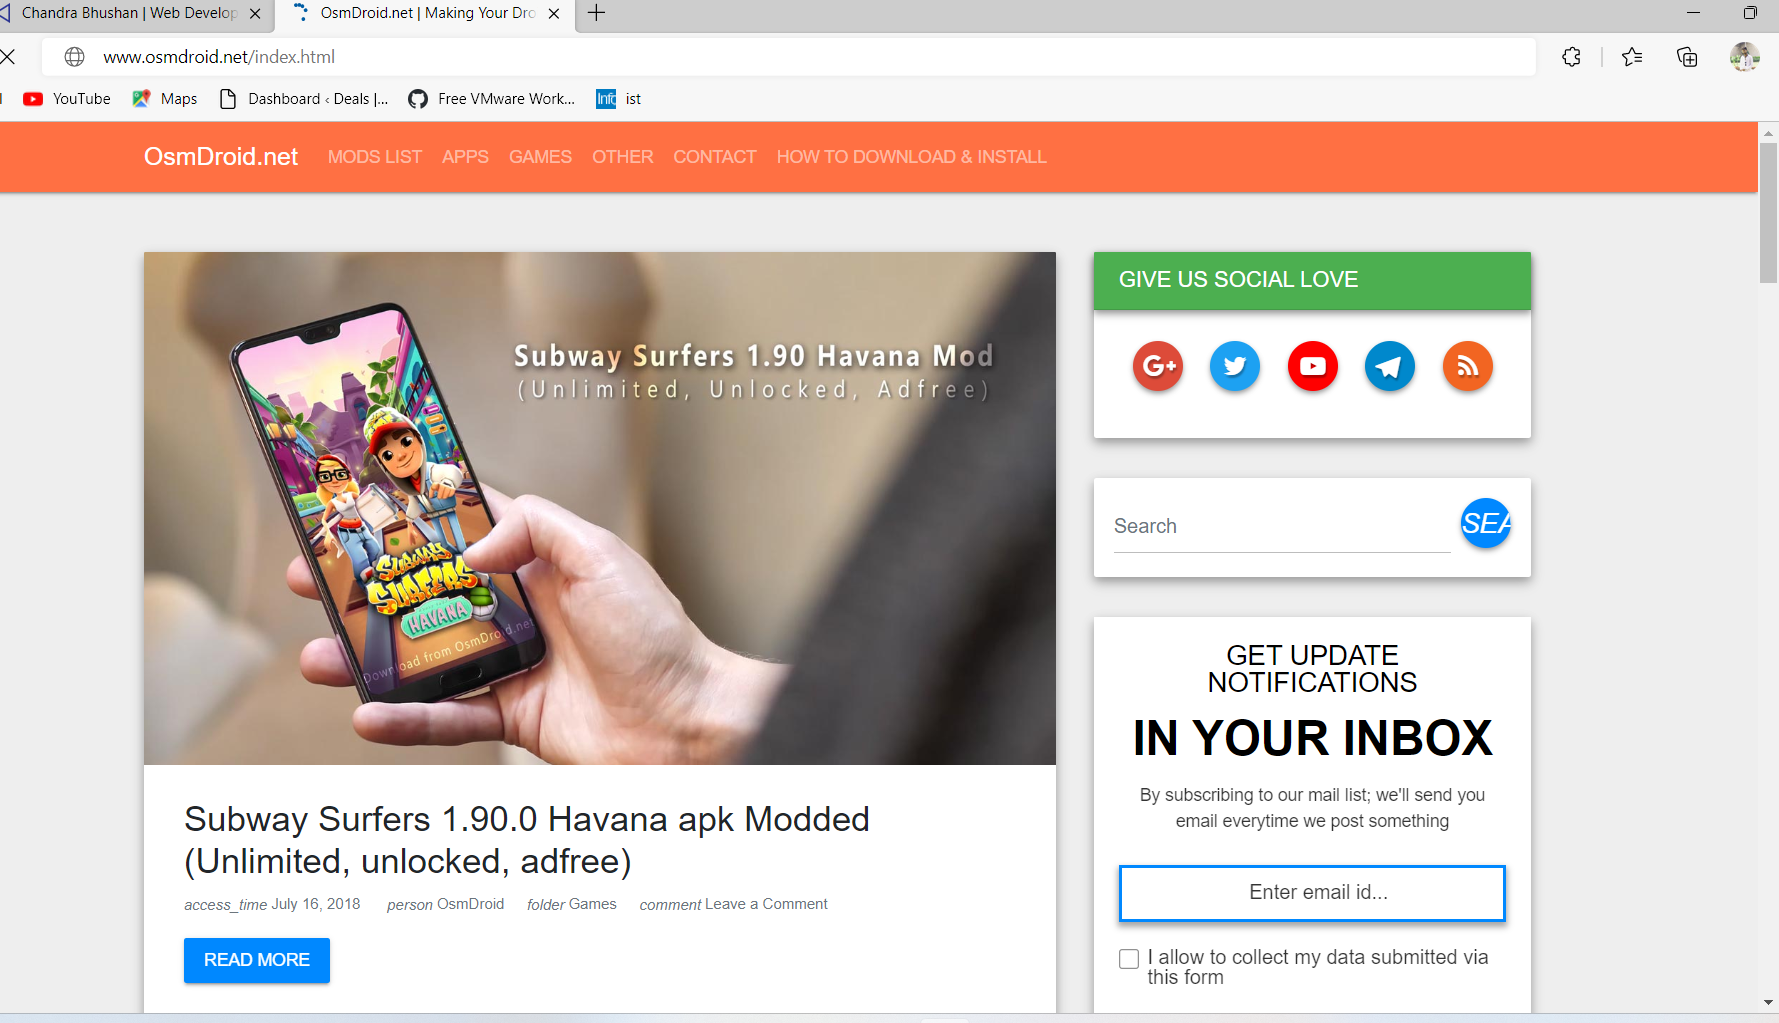 Chandra Bhushan | Web Develop
OsmDroid.net | Making Your Dro
www.osmdroid.net/index.html
YouTube
Maps
Dashboard ‹ Deals |...
Free VMware Work...
Info
ist
OsmDroid.net
MODS LIST
APPS
GAMES
OTHER
CONTACT
HOW TO DOWNLOAD & INSTALL
Subway Surfers 1.90 Havana Mod
(Unlimited, Unlocked, Adfree)
SUBWAY
SURFERS
HAVANA
Download from OsmDroid.net
Subway Surfers 1.90.0 Havana apk Modded
(Unlimited, unlocked, adfree)
access_time July 16, 2018 person OsmDroid folder Games comment Leave a Comment
READ MORE
GIVE US SOCIAL LOVE
G+
Search
SEA
GET UPDATE
NOTIFICATIONS
IN YOUR INBOX
By subscribing to our mail list; we'll send you
email everytime we post something
Enter email id...
I allow to collect my data submitted via
this form